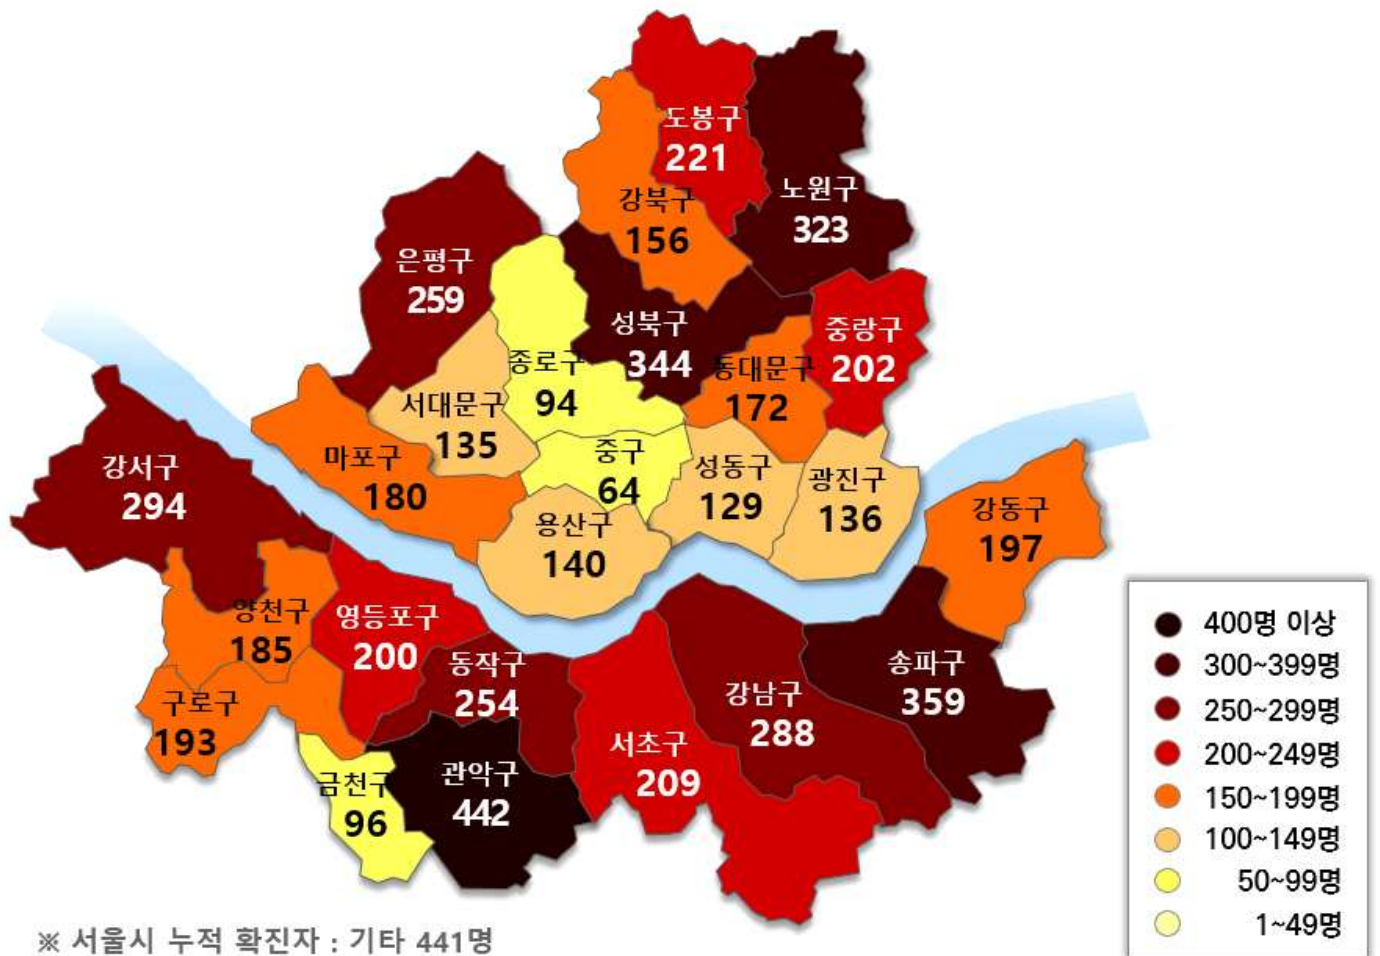 도봉구
221
노원구
323
강북구
156
은평구
259
성북구
344
중랑구
202
종로구
94
동대문구
172
서대문구
135
마포구
180
중구
64
성동구
129
광진구
136
강서구
294
용산구
140
강동구
197
양천구
185
영등포구
200
동작구
254
구로구
193
강남구
288
송파구
359
서초구
209
금천구
96
관악구
442
400명 이상
300~399명
250~299명
200~249명
150~199명
100~149명
50~99명
1~49명
※ 서울시 누적 확진자 : 기타 441명